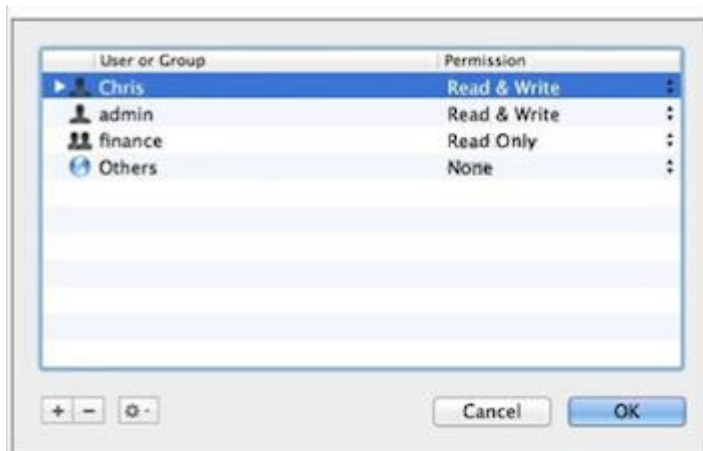 User or Group Permission
Chris Read & Write
admin Read & Write
finance Read Only
Others None
+ - Cancel OK